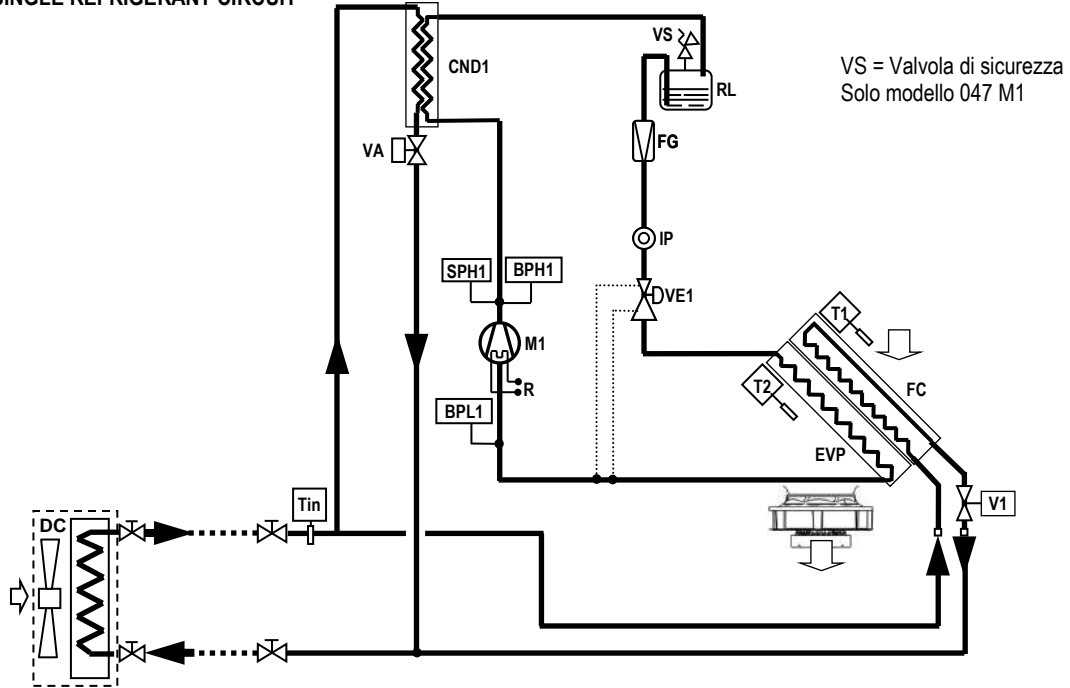 SINGLE REFRIGERANT CIRCUIT
VS
CND1
RL
VS = Valvola di sicurezza
Solo modello 047 M1
VA
FG
IP
SPH1
BPH1
VE1
M1
T1
R
T2
FC
BPL1
EVP
Tin
V1
DC